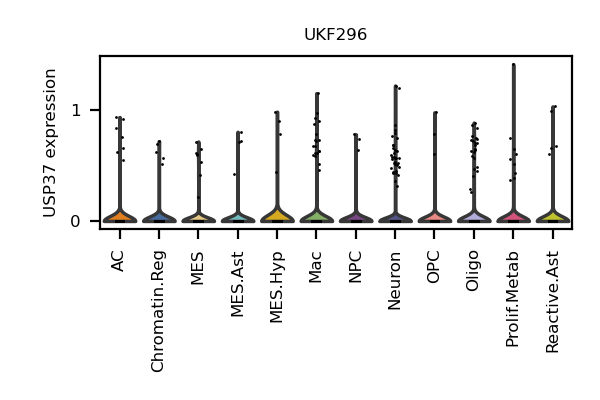 UKF296
USP37 expression
1
0
AC
Chromatin.Reg
MES
MES.Ast
MES.Hyp
Mac
NPC
Neuron
OPC
Oligo
Prolif.Metab
Reactive.Ast